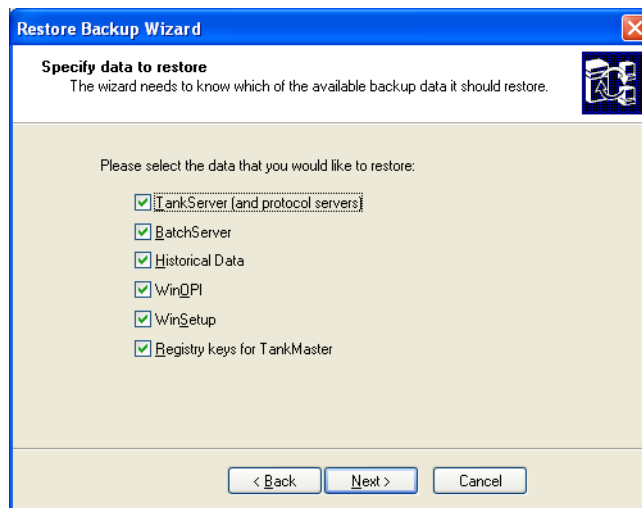 Restore Backup Wizard
Specify data to restore
The wizard needs to know which of the available backup data it should restore.
Please select the data that you would like to restore:
TankServer (and protocol servers)
BatchServer
Historical Data
WinOPI
WinSetup
Registry keys for TankMaster
< Back Next > Cancel